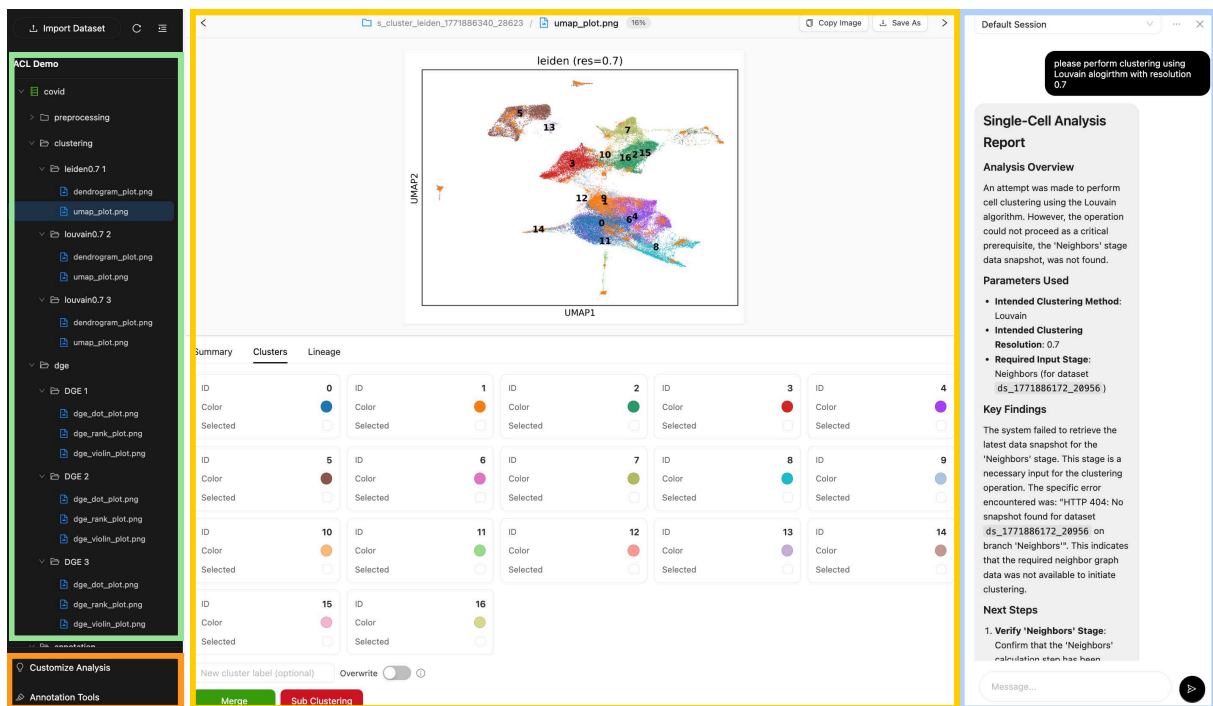 Import Dataset
ACL Demo
covid
preprocessing
clustering
leiden0.7 1
dendrogram_plot.png
umap_plot.png
louvain0.7 2
dendrogram_plot.png
umap_plot.png
louvain0.7 3
dendrogram_plot.png
umap_plot.png
dge
DGE 1
dge_dot_plot.png
dge_rank_plot.png
dge_violin_plot.png
DGE 2
dge_dot_plot.png
dge_rank_plot.png
dge_violin_plot.png
DGE 3
dge_dot_plot.png
dge_rank_plot.png
dge_violin_plot.png
annotation
Customize Analysis
Annotation Tools
s_cluster_leiden_1771886340_28623 / umap_plot.png 16%
Copy Image
Save As
leiden (res=0.7)
5
13
7
10
16 2 15
3
12 9
1
0
6 4
14
11
8
UMAP2
UMAP1
Summary Clusters Lineage
ID 0 ID 1 ID 2 ID 3 ID 4
Color Color Color Color Color
Selected Selected Selected Selected Selected
ID 5 ID 6 ID 7 ID 8 ID 9
Color Color Color Color Color
Selected Selected Selected Selected Selected
ID 10 ID 11 ID 12 ID 13 ID 14
Color Color Color Color Color
Selected Selected Selected Selected Selected
ID 15 ID 16
Color Color
Selected Selected
New cluster label (optional) Overwrite
Merge Sub Clustering
Default Session
please perform clustering using
Louvain alogirthm with resolution
0.7
Single-Cell Analysis
Report
Analysis Overview
An attempt was made to perform
cell clustering using the Louvain
algorithm. However, the operation
could not proceed as a critical
prerequisite, the 'Neighbors' stage
data snapshot, was not found.
Parameters Used
• Intended Clustering Method:
Louvain
• Intended Clustering
Resolution: 0.7
• Required Input Stage:
Neighbors (for dataset
ds_1771886172_20956)
Key Findings
The system failed to retrieve the
latest data snapshot for the
'Neighbors' stage. This stage is a
necessary input for the clustering
operation. The specific error
encountered was: "HTTP 404: No
snapshot found for dataset
ds_1771886172_20956 on
branch 'Neighbors'". This indicates
that the required neighbor graph
data was not available to initiate
clustering.
Next Steps
1. Verify 'Neighbors' Stage:
Confirm that the 'Neighbors'
calculation step has been
Message...